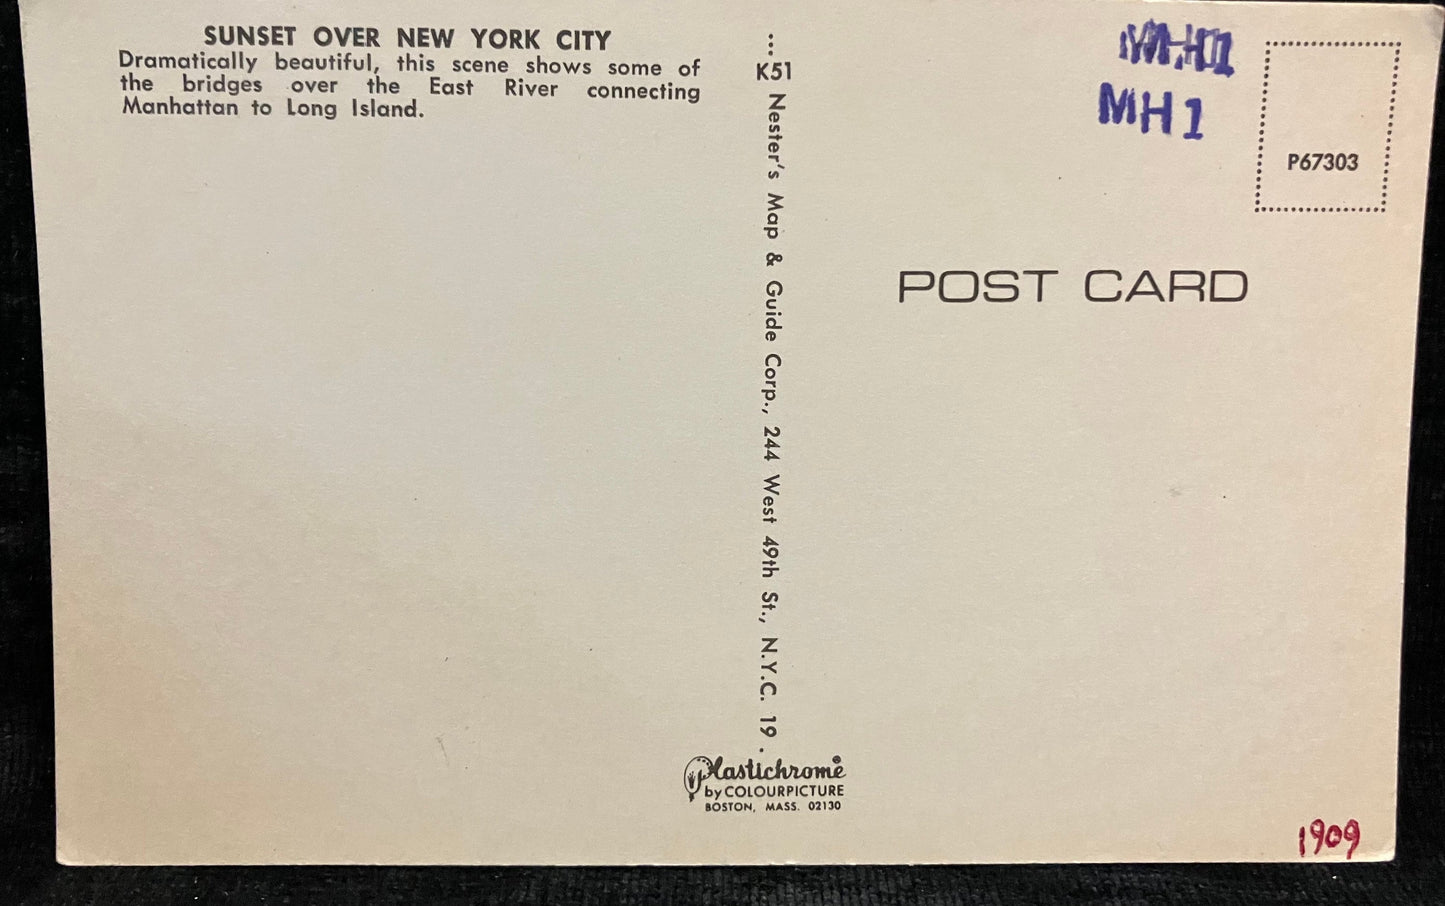 SUNSET OVER NEW YORK CITY
Dramatically beautiful, this scene shows some of
the bridges over the East River connecting
Manhattan to Long Island.
K51
Nester's Map & Guide Corp., 244 West 49th St., N.Y.C. 19.
Plastichrome®
by COLOURPICTURE
BOSTON, MASS. 02130
MH1
P67303
POST CARD
1909